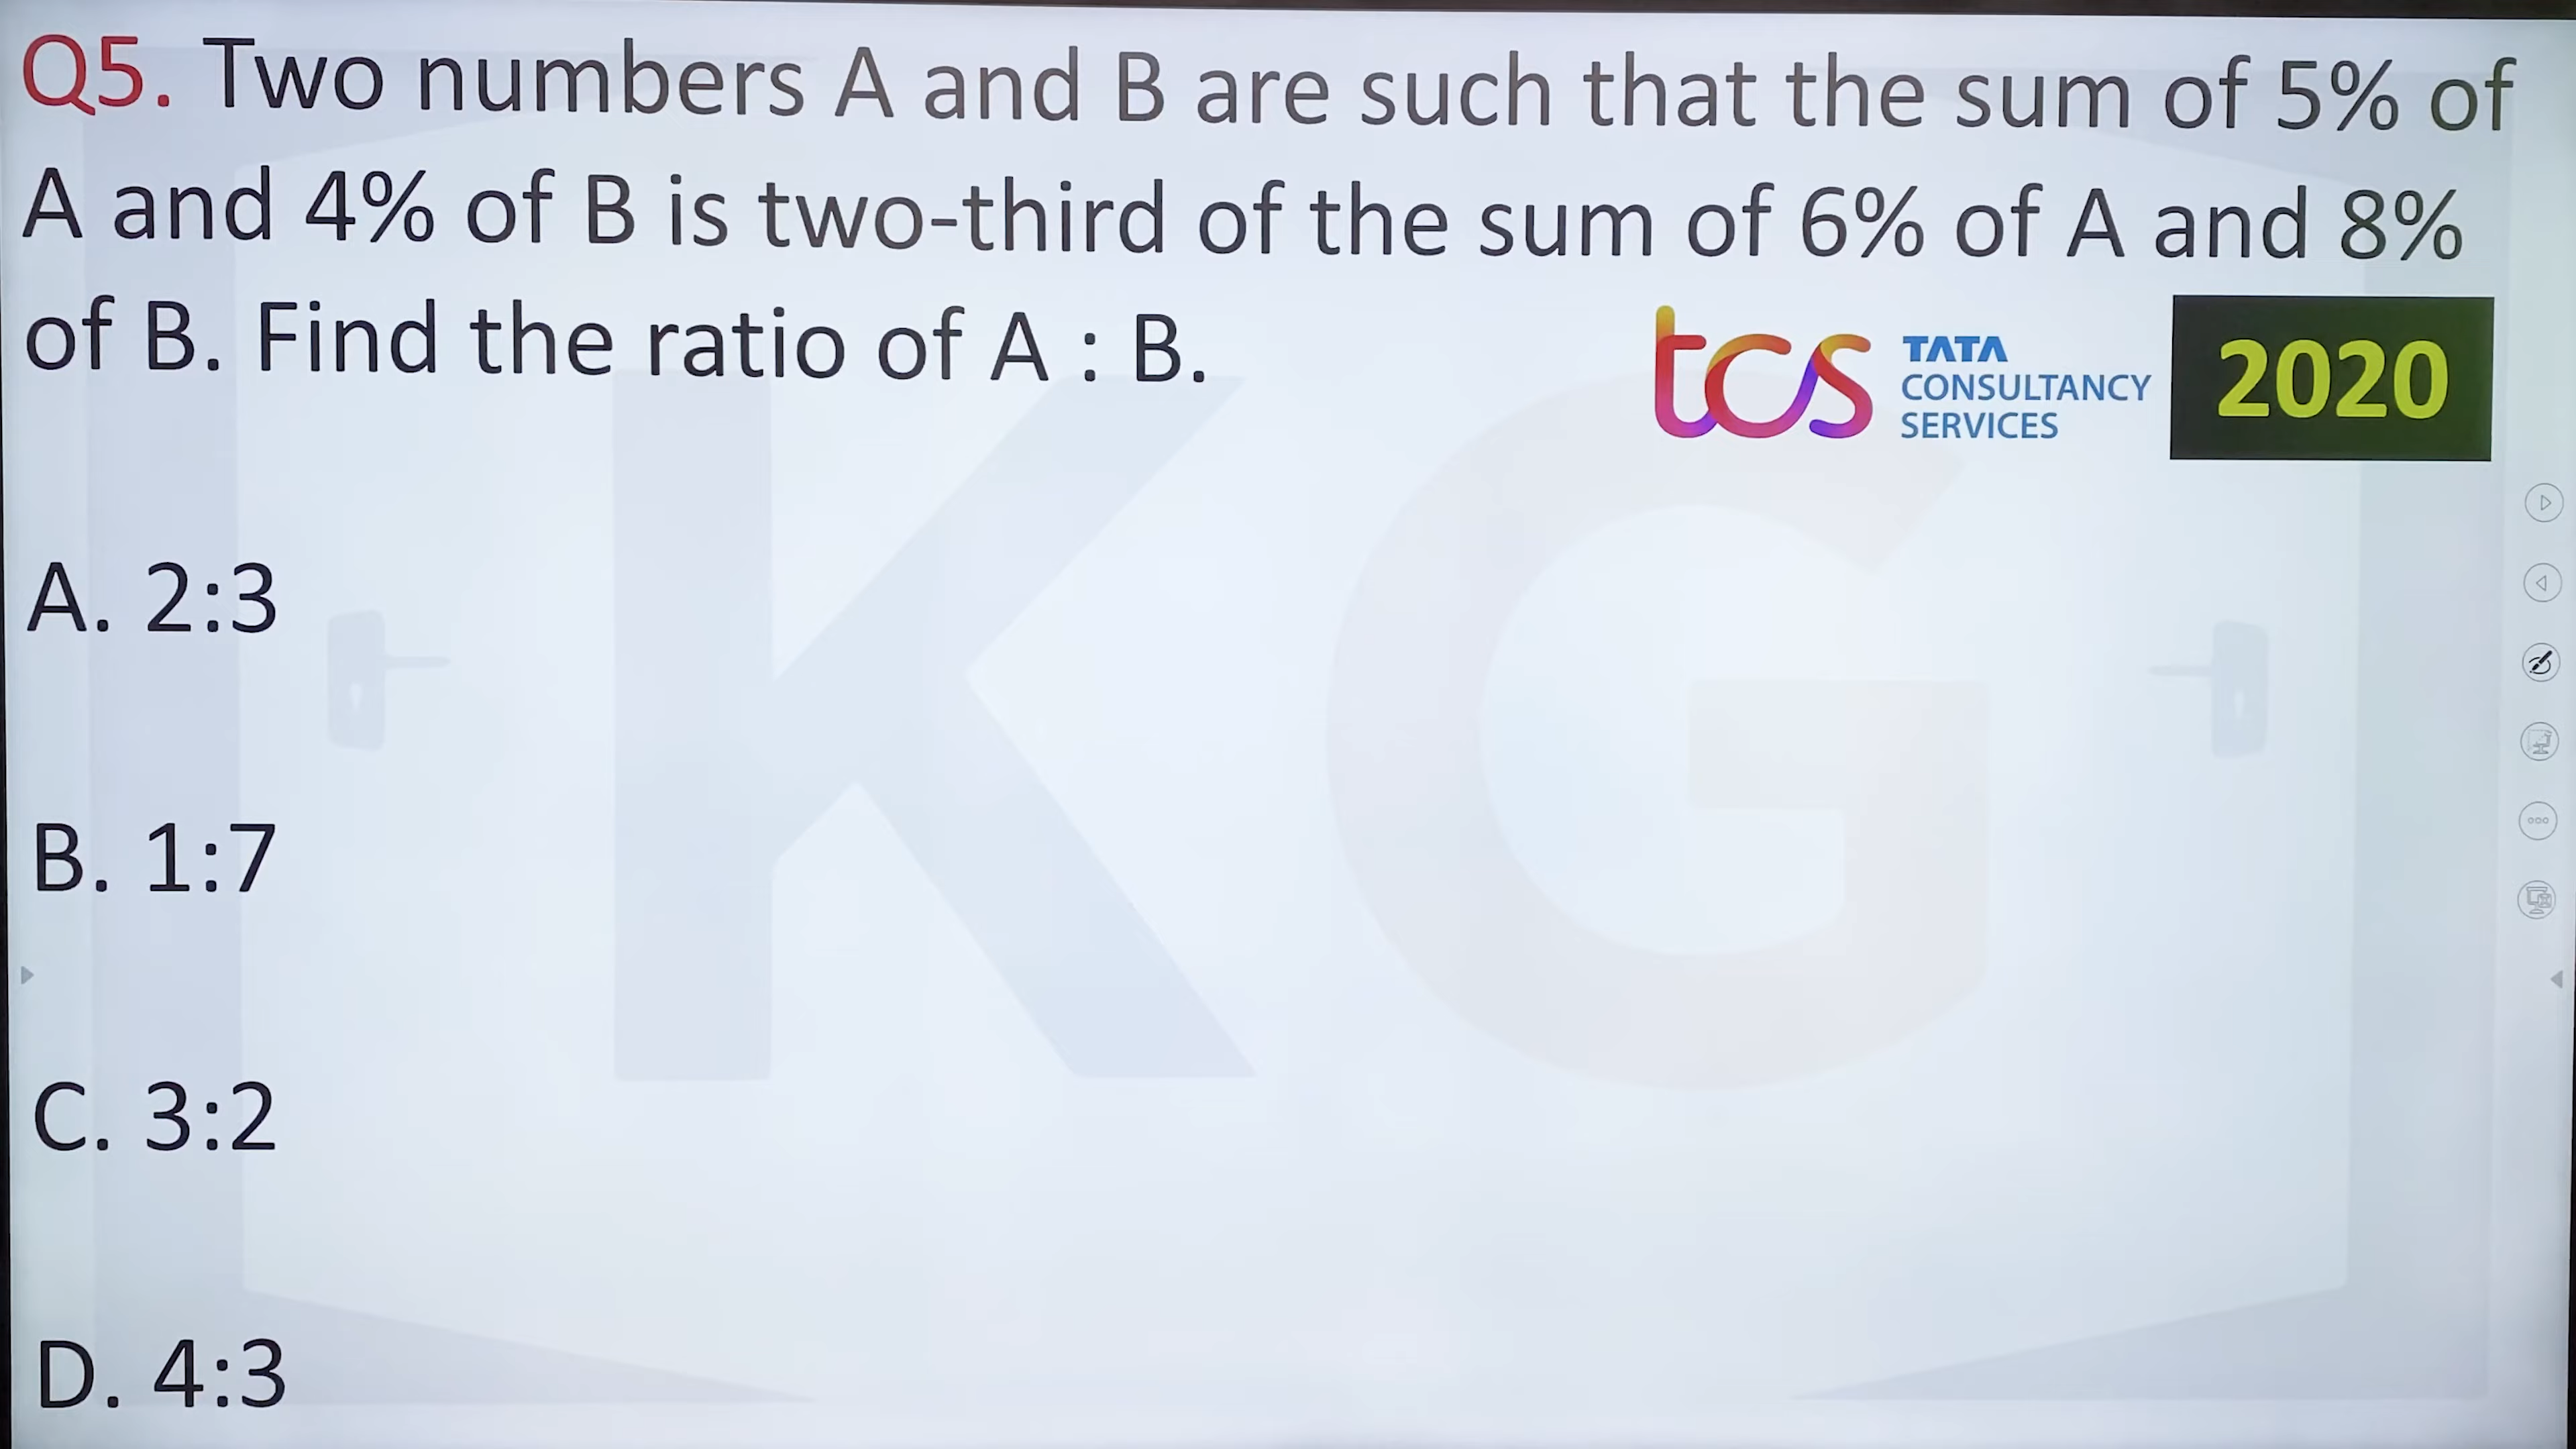 Q5. Two numbers A and B are such that the sum of 5% of
A and 4% of B is two-third of the sum of 6% of A and 8%
of B. Find the ratio of A : B.
tcs TATA
CONSULTANCY
SERVICES
2020
A. 2:3
B. 1:7
C. 3:2
D. 4:3
KG